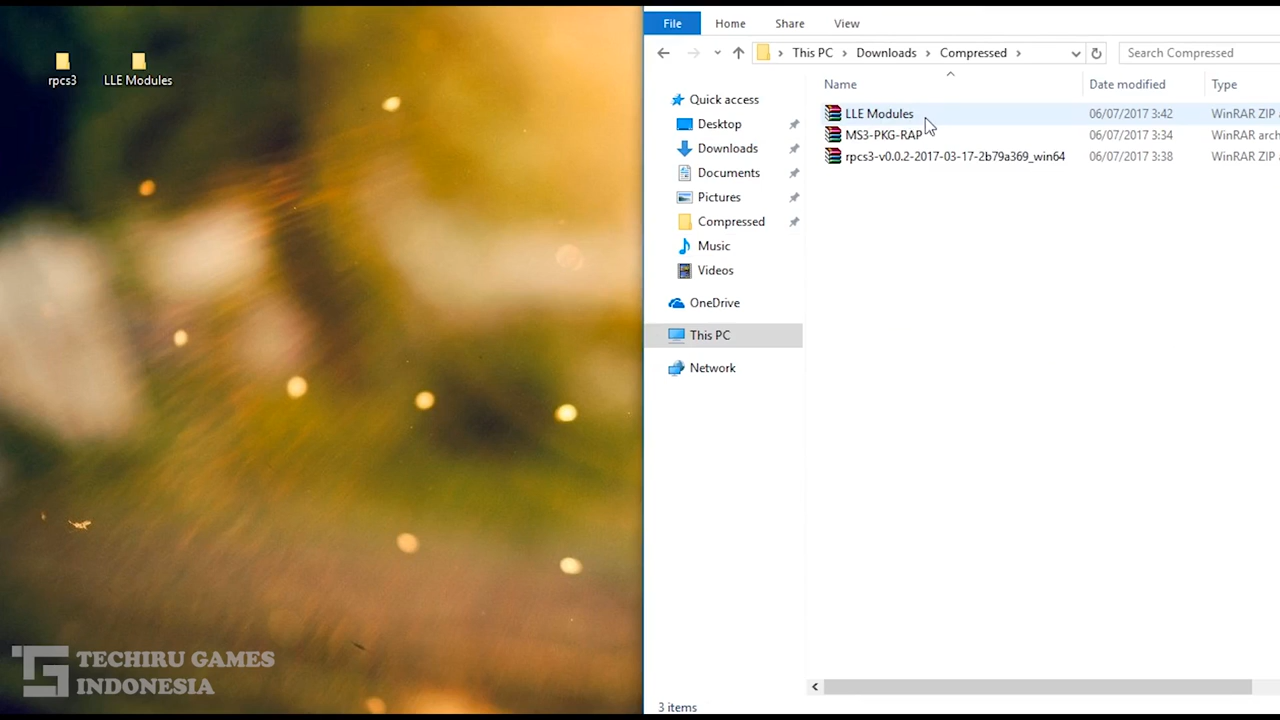 rpcs3
LLE Modules
File
Home
Share
View
This PC
Downloads
Compressed
Search Compressed
Name
Date modified
Type
Quick access
Desktop
Downloads
Documents
Pictures
Compressed
Music
Videos
OneDrive
This PC
Network
LLE Modules
06/07/2017 3:42
WinRAR ZIP a
MS3-PKG-RAP
06/07/2017 3:34
WinRAR arch
rpcs3-v0.0.2-2017-03-17-2b79a369_win64
06/07/2017 3:38
WinRAR ZIP a
3 items
TG
TECHIRU GAMES
INDONESIA